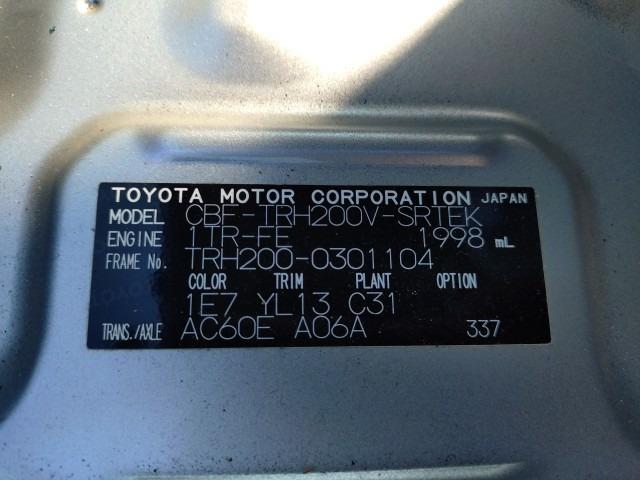 TOYOTA MOTOR CORPORATION JAPAN
MODEL CBF-TRH200V-SRTEK
ENGINE 1TR-FE 1998 mL
FRAME No. TRH200-0301104
COLOR TRIM PLANT OPTION
1E7 YL13 C31
TRANS./AXLE AC60E A06A 337